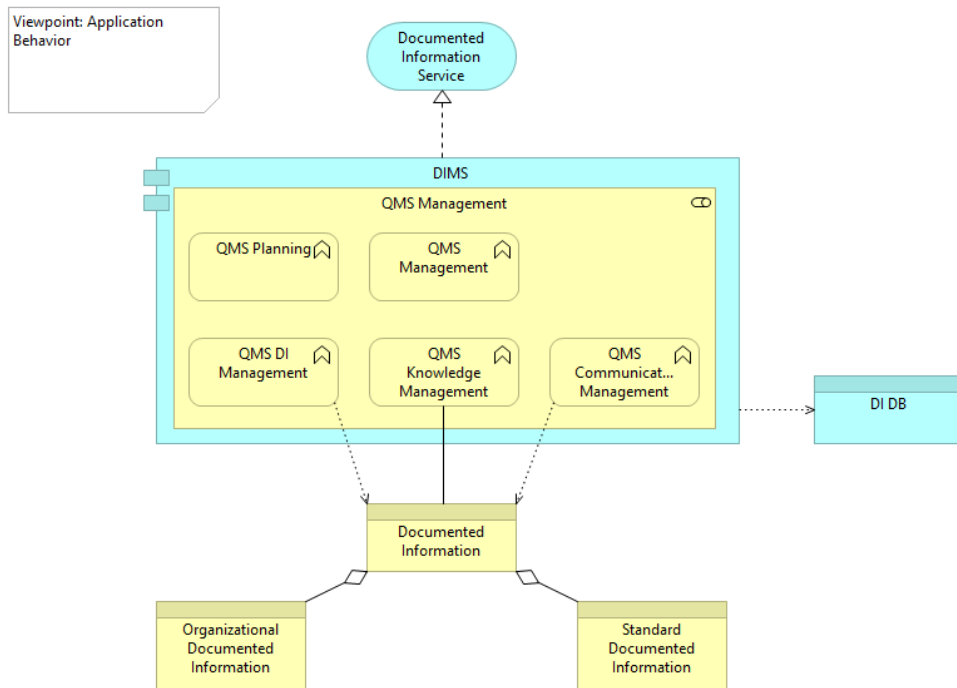 Viewpoint: Application
Behavior
Documented
Information
Service
DIMS
QMS Management
QMS Planning
QMS
Management
QMS DI
Management
QMS
Knowledge
Management
QMS
Communicat...
Management
DI DB
Documented
Information
Organizational
Documented
Information
Standard
Documented
Information